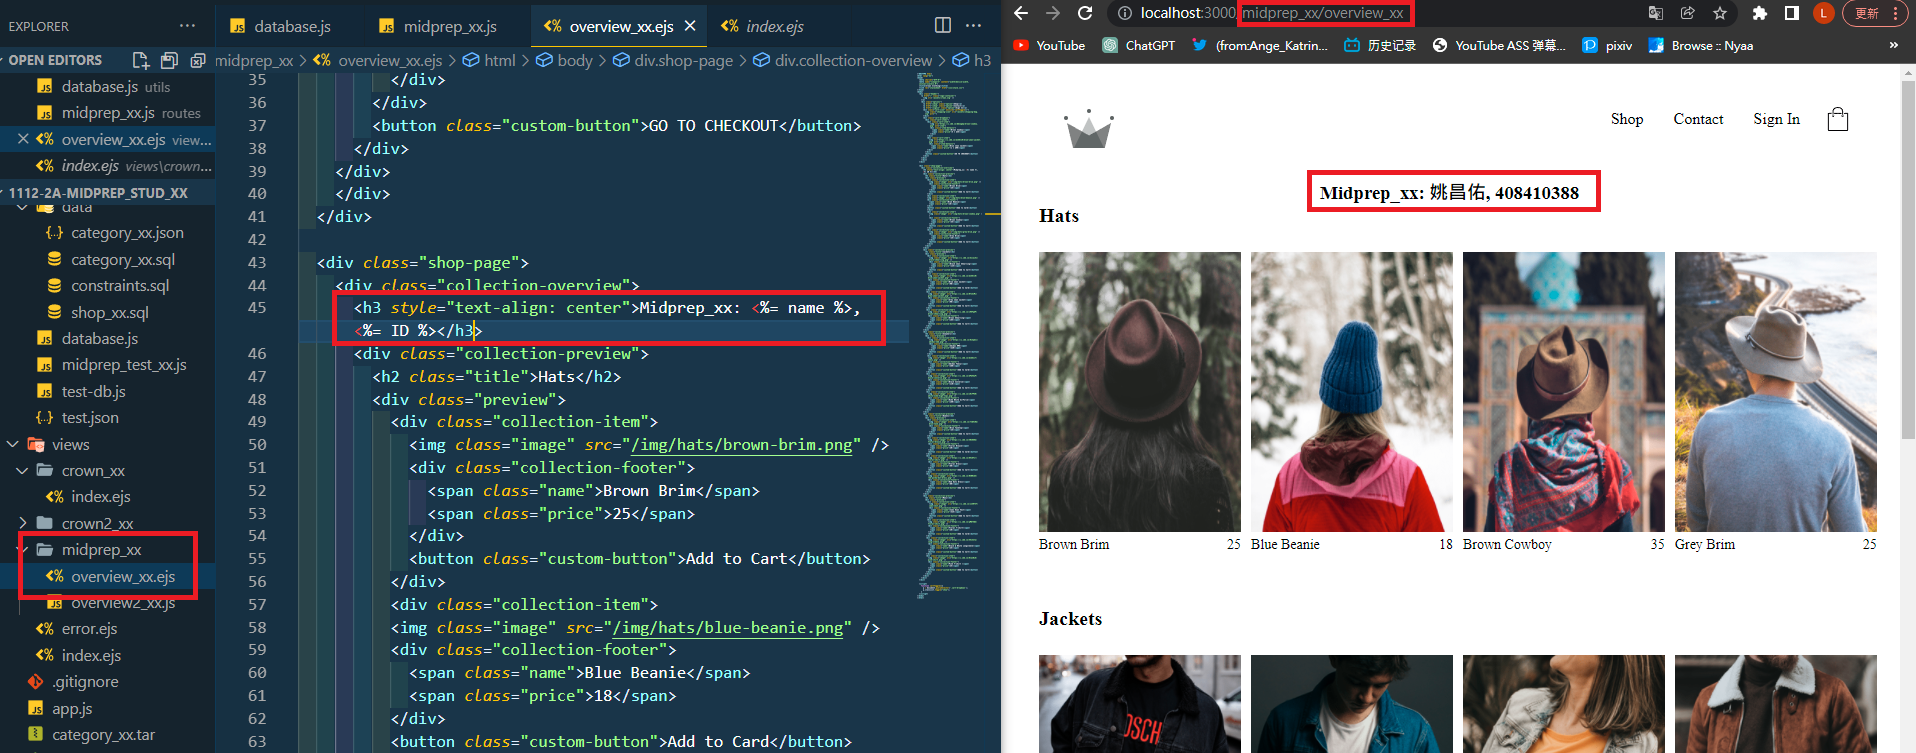 EXPLORER
OPEN EDITORS
database.js utils
midprep_xx.js routes
overview_xx.ejs view...
index.ejs views\crown...
1112-2A-MIDPREP_STUD_XX
data
category_xx.json
category_xx.sql
constraints.sql
shop_xx.sql
database.js
midprep_test_xx.js
test-db.js
test.json
views
crown_xx
index.ejs
crown2_xx
midprep_xx
overview_xx.ejs
overview2_xx.js
error.ejs
index.ejs
.gitignore
app.js
category_xx.tar
database.js
midprep_xx.js
overview_xx.ejs
index.ejs
midprep_xx > overview_xx.ejs > html > body > div.shop-page > div.collection-overview > h3
35 </div>
36 </div>
37 <button class="custom-button">GO TO CHECKOUT</button>
38 </div>
39 </div>
40 </div>
41 </div>
42
43 <div class="shop-page">
44 <div class="collection-overview">
45 <h3 style="text-align: center">Midprep_xx: <%= name %>,
<%= ID %></h3>
46 <div class="collection-preview">
47 <h2 class="title">Hats</h2>
48 <div class="preview">
49 <div class="collection-item">
50 <img class="image" src="/img/hats/brown-brim.png" />
51 <div class="collection-footer">
52 <span class="name">Brown Brim</span>
53 <span class="price">25</span>
54 </div>
55 <button class="custom-button">Add to Cart</button>
56 </div>
57 <div class="collection-item">
58 <img class="image" src="/img/hats/blue-beanie.png" />
59 <div class="collection-footer">
60 <span class="name">Blue Beanie</span>
61 <span class="price">18</span>
62 </div>
63 <button class="custom-button">Add to Card</button>
localhost:3000/midprep_xx/overview_xx
L
更新
YouTube
ChatGPT
(from:Ange_Katrin...
历史记录
YouTube ASS 弹幕...
pixiv
Browse :: Nyaa
»
Shop
Contact
Sign In
Midprep_xx: 姚昌佑, 408410388
Hats
Brown Brim 25
Blue Beanie 18
Brown Cowboy 35
Grey Brim 25
Jackets